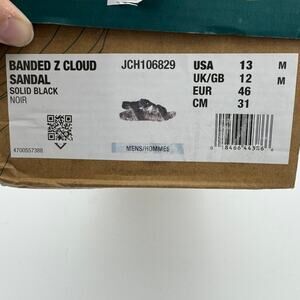 BANDED Z CLOUD JCH106829 USA 13 M
SANDAL UK/GB 12 M
SOLID BLACK EUR 46
NOIR CM 31
MENS/HOMMES
4700557388